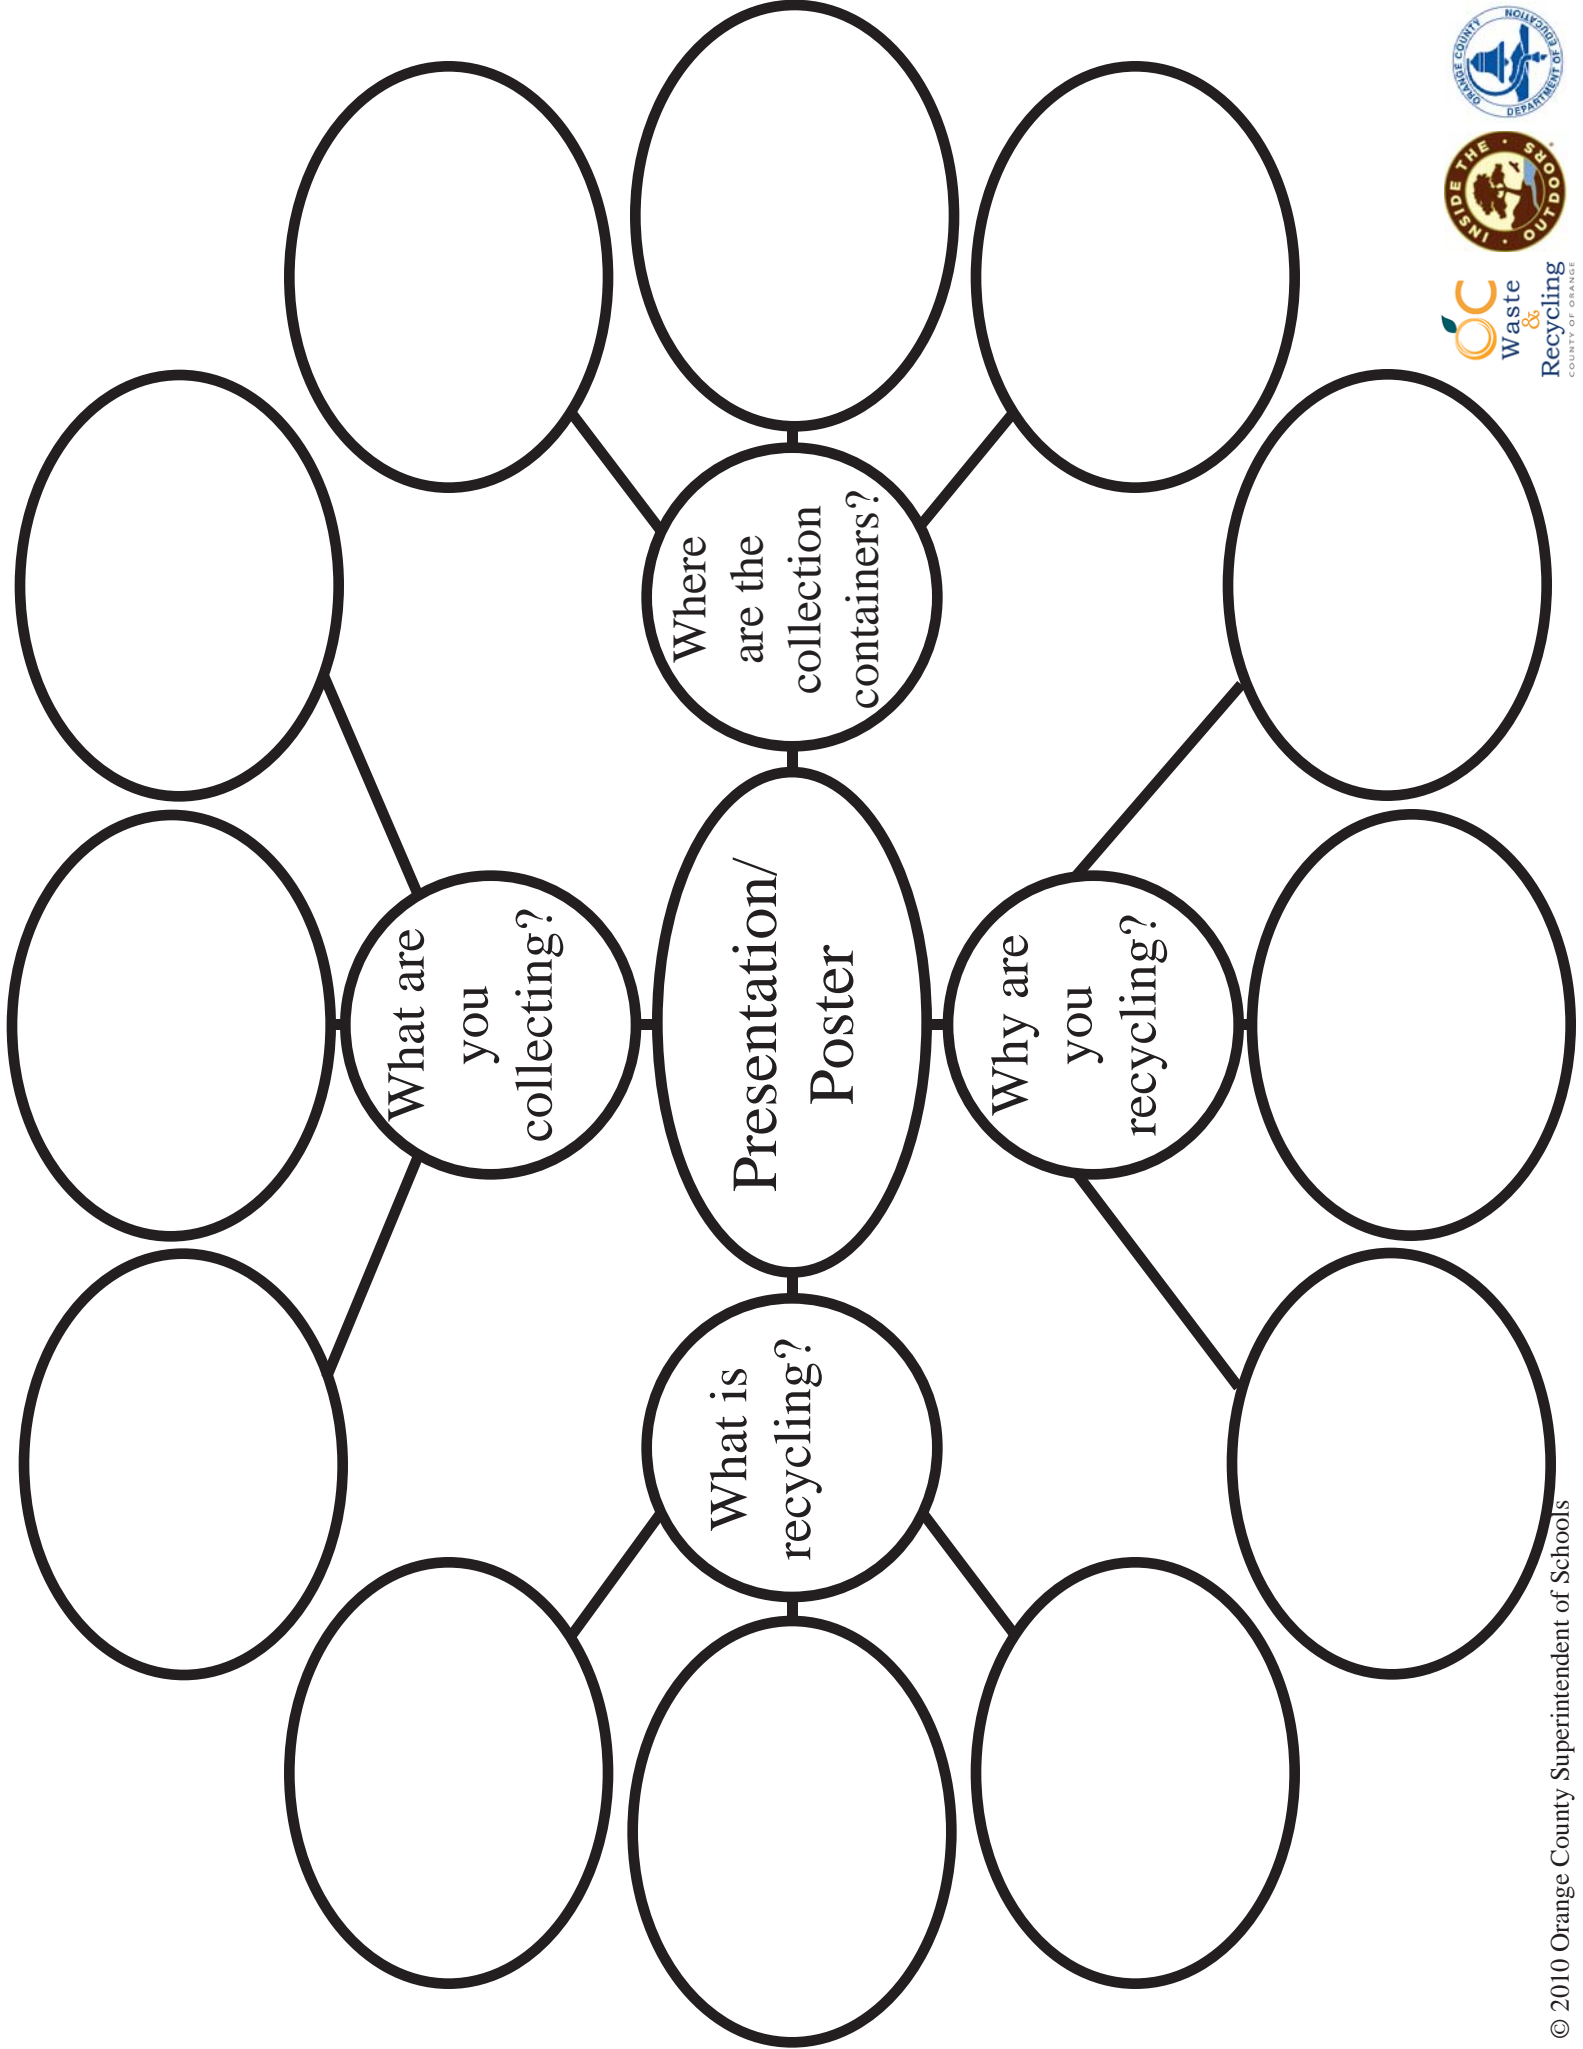 What are
you
collecting?
What is
recycling?
Presentation/
Poster
Where
are the
collection
containers?
Why are
you
recycling?
© 2010 Orange County Superintendent of Schools
OC
Waste
&
Recycling
COUNTY OF ORANGE
INSIDE THE
OUTDOORS
ORANGE COUNTY
DEPARTMENT OF EDUCATION